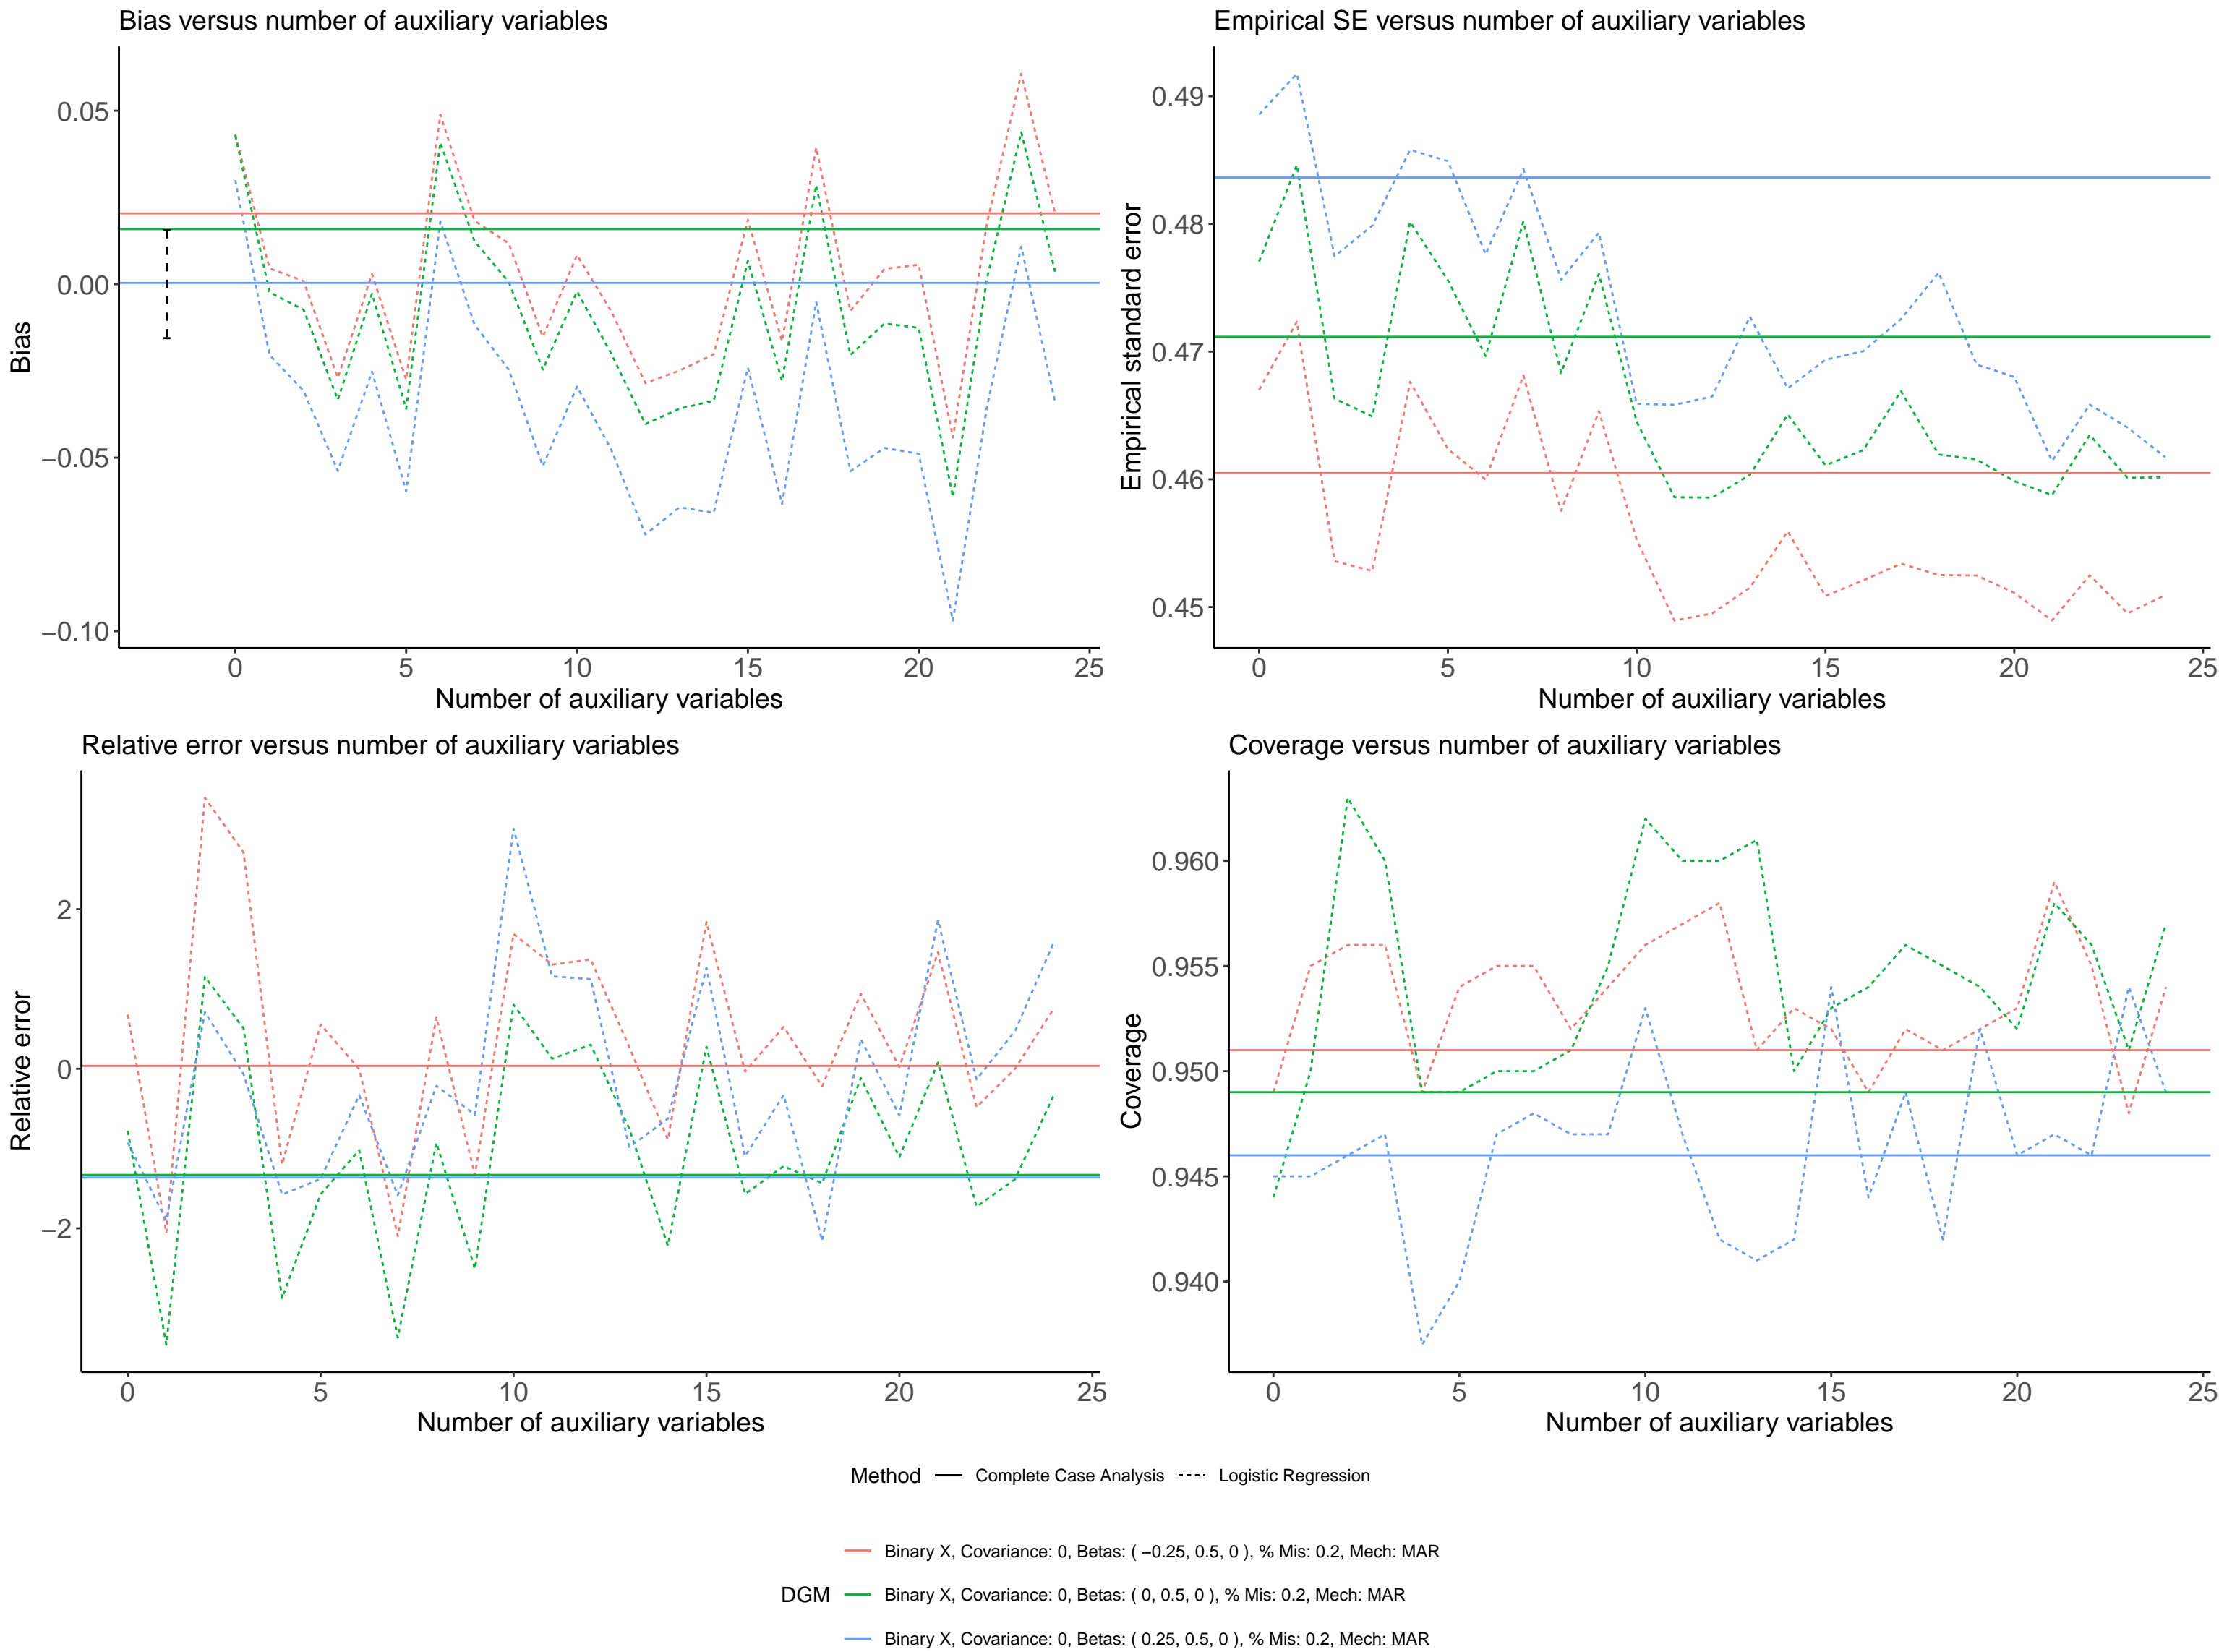 Bias versus number of auxiliary variables
Bias
0.05
0.00
−0.05
−0.10
0 5 10 15 20 25
Number of auxiliary variables
Empirical SE versus number of auxiliary variables
Empirical standard error
0.49
0.48
0.47
0.46
0.45
0 5 10 15 20 25
Number of auxiliary variables
Relative error versus number of auxiliary variables
Relative error
2
0
−2
0 5 10 15 20 25
Number of auxiliary variables
Coverage versus number of auxiliary variables
Coverage
0.960
0.955
0.950
0.945
0.940
0 5 10 15 20 25
Number of auxiliary variables
Method Complete Case Analysis Logistic Regression
DGM
Binary X, Covariance: 0, Betas: ( −0.25, 0.5, 0 ), % Mis: 0.2, Mech: MAR
Binary X, Covariance: 0, Betas: ( 0, 0.5, 0 ), % Mis: 0.2, Mech: MAR
Binary X, Covariance: 0, Betas: ( 0.25, 0.5, 0 ), % Mis: 0.2, Mech: MAR